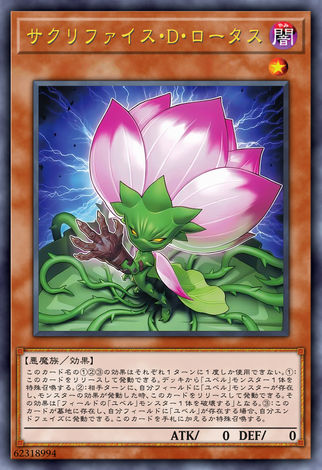 サクリファイス・D・ロータス
闇
やみ
【悪魔族/効果】
このカード名の①②③の効果はそれぞれ1ターンに1度しか使用できない。①:
このカードをリリースして発動できる。デッキから「ユベル」モンスター1体を
特殊召喚する。②:相手ターンに、自分フィールドに「ユベル」モンスターが存在
し、モンスターの効果が発動した時、このカードをリリースして発動できる。そ
の効果は「フィールドの「ユベル」モンスター1体を破壊する」となる。③:こ
のカードが墓地に存在し、自分フィールドに「ユベル」が存在する場合、自分エン
ドフェイズに発動できる。このカードを手札に加えるか特殊召喚する。
ATK/ 0 DEF/ 0
62318994